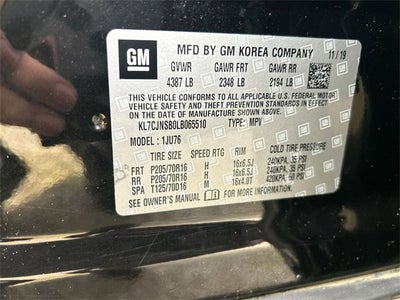 GM
MFD BY GM KOREA COMPANY 11/19
GVWR GAWR FRT GAWR RR
4387 LB 2348 LB 2194 LB
THIS VEHICLE CONFORMS TO ALL APPLICABLE U.S. FEDERAL MOTOR
VEHICLE SAFETY AND THEFT PREVENTION STANDARDS IN EFFECT
ON THE DATE OF MANUFACTURE SHOWN ABOVE.
KL7CJNSB0LB065510 TYPE: MPV
MODEL: 1JU76
TIRE SIZE SPEED RTG RIM COLD TIRE PRESSURE
FRT P205/70R16 H 16x6.5J 240KPA, 35 PSI
RR P205/70R16 H 16x6.5J 240KPA, 35 PSI
SPA T125/70D16 M 16x4.0T 420KPA, 60 PSI
SEE OWNER'S MANUAL FOR MORE INFORMATION